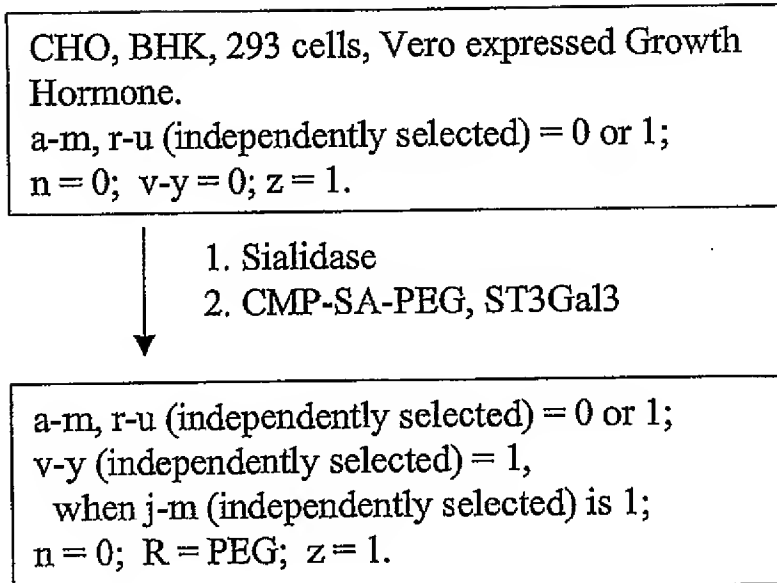 CHO, BHK, 293 cells, Vero expressed Growth
Hormone.
a-m, r-u (independently selected) = 0 or 1;
n = 0; v-y = 0; z = 1.
1. Sialidase
2. CMP-SA-PEG, ST3Gal3
a-m, r-u (independently selected) = 0 or 1;
v-y (independently selected) = 1,
when j-m (independently selected) is 1;
n = 0; R = PEG; z = 1.